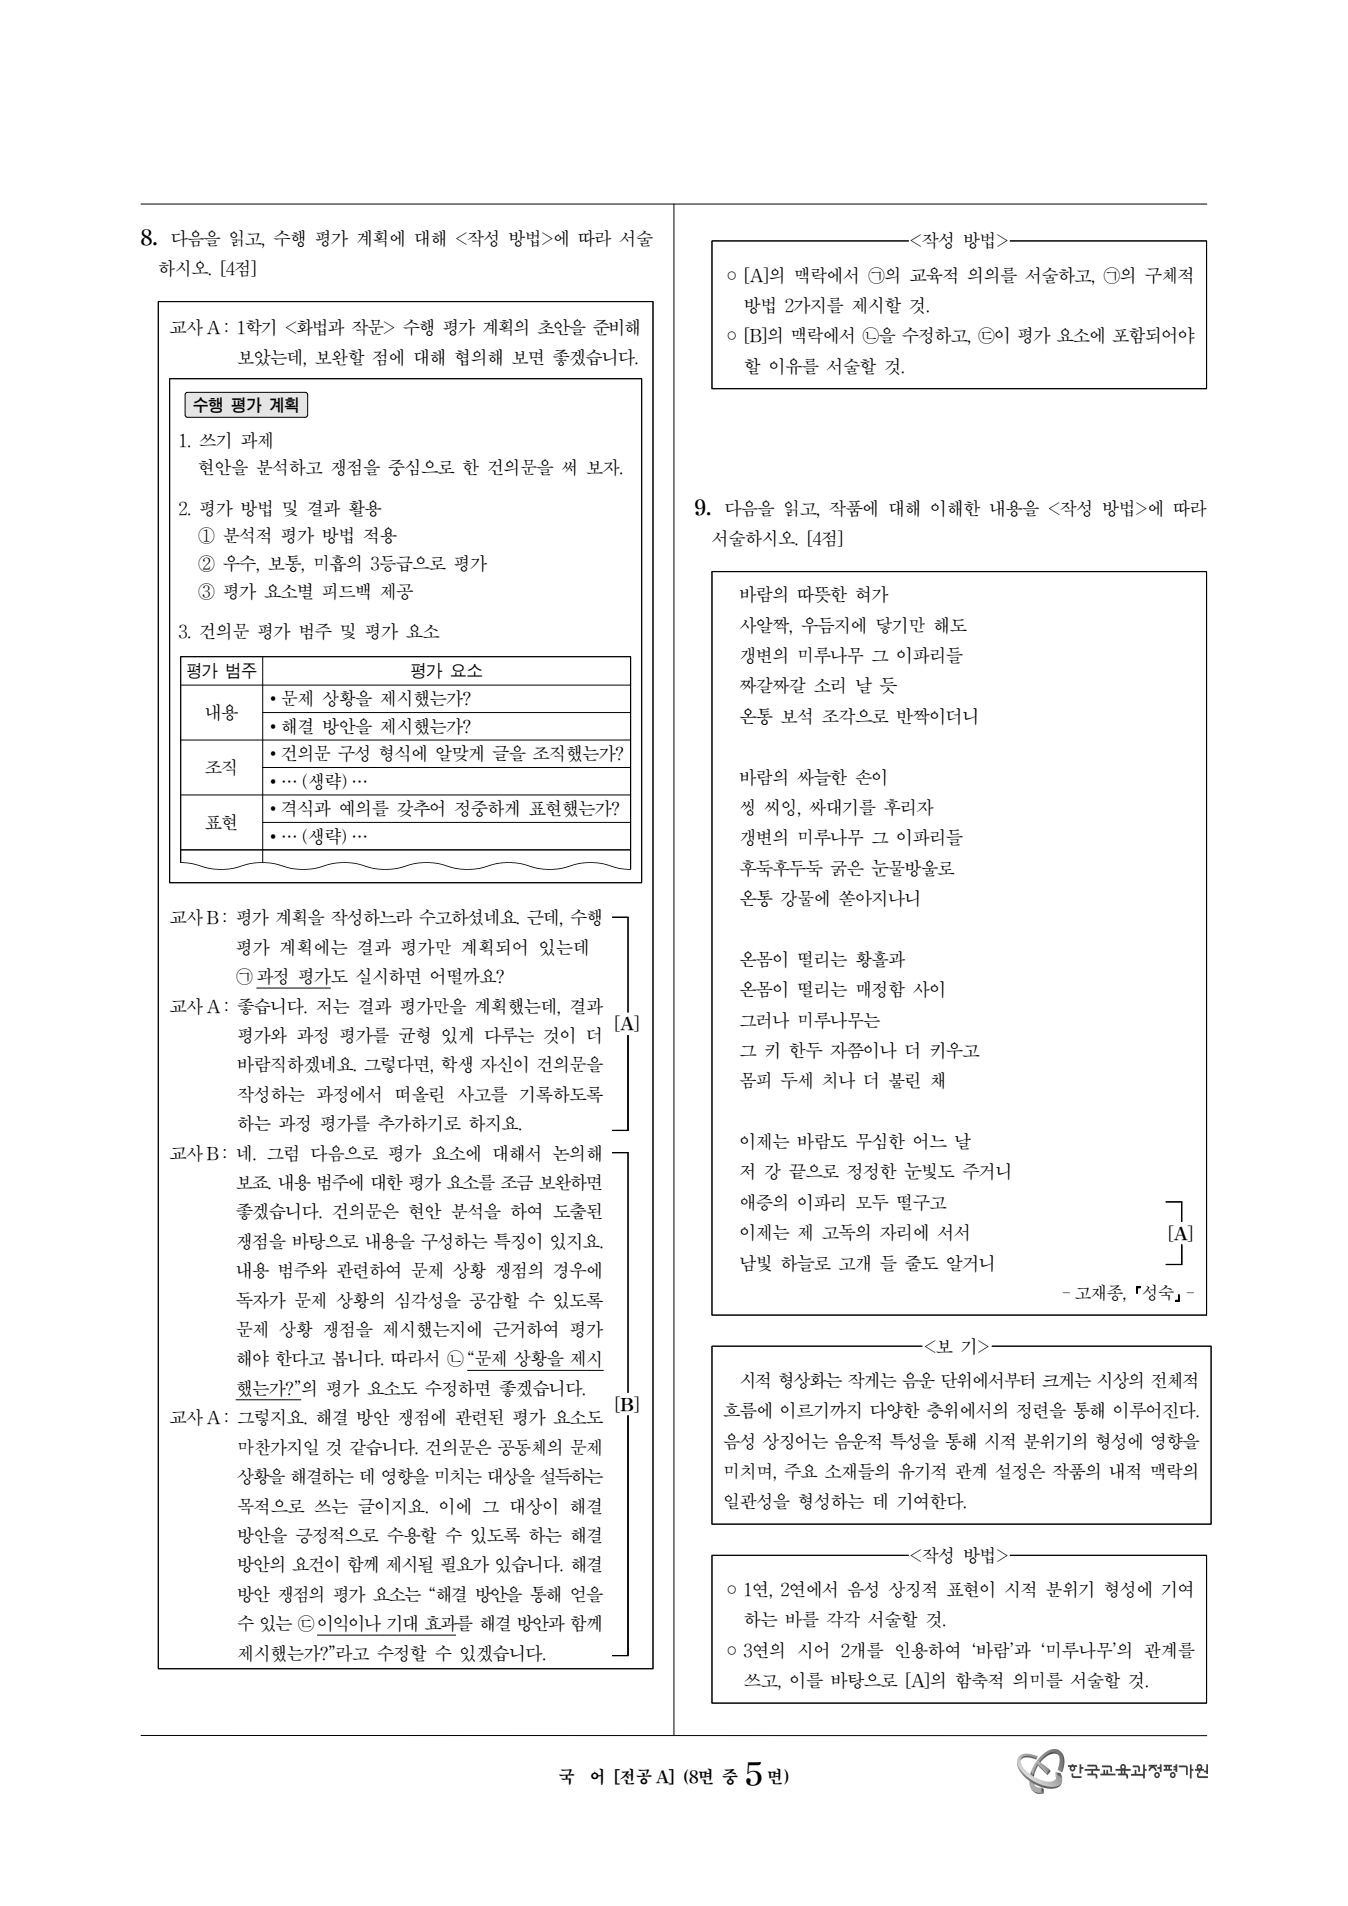 8. 다음을 읽고, 수행 평가 계획에 대해 <작성 방법>에 따라 서술
하시오. [4점]
교사 A : 1학기 <화법과 작문> 수행 평가 계획의 초안을 준비해
보았는데, 보완할 점에 대해 협의해 보면 좋겠습니다.
수행 평가 계획
1. 쓰기 과제
현안을 분석하고 쟁점을 중심으로 한 건의문을 써 보자.
2. 평가 방법 및 결과 활용
① 분석적 평가 방법 적용
② 우수, 보통, 미흡의 3등급으로 평가
③ 평가 요소별 피드백 제공
3. 건의문 평가 범주 및 평가 요소
평가 범주 평가 요소
내용
• 문제 상황을 제시했는가?
• 해결 방안을 제시했는가?
조직
• 건의문 구성 형식에 알맞게 글을 조직했는가?
• … (생략) …
표현
• 격식과 예의를 갖추어 정중하게 표현했는가?
• … (생략) …
교사 B : 평가 계획을 작성하느라 수고하셨네요. 근데, 수행
평가 계획에는 결과 평가만 계획되어 있는데
㉠ 과정 평가도 실시하면 어떨까요?
교사 A : 좋습니다. 저는 결과 평가만을 계획했는데, 결과
평가와 과정 평가를 균형 있게 다루는 것이 더
바람직하겠네요. 그렇다면, 학생 자신이 건의문을
작성하는 과정에서 떠올린 사고를 기록하도록
하는 과정 평가를 추가하기로 하지요.
[A]
교사 B : 네. 그럼 다음으로 평가 요소에 대해서 논의해
보죠. 내용 범주에 대한 평가 요소를 조금 보완하면
좋겠습니다. 건의문은 현안 분석을 하여 도출된
쟁점을 바탕으로 내용을 구성하는 특징이 있지요.
내용 범주와 관련하여 문제 상황 쟁점의 경우에
독자가 문제 상황의 심각성을 공감할 수 있도록
문제 상황 쟁점을 제시했는지에 근거하여 평가
해야 한다고 봅니다. 따라서 ㉡ “문제 상황을 제시
했는가?”의 평가 요소도 수정하면 좋겠습니다.
교사 A : 그렇지요. 해결 방안 쟁점에 관련된 평가 요소도
마찬가지일 것 같습니다. 건의문은 공동체의 문제
상황을 해결하는 데 영향을 미치는 대상을 설득하는
목적으로 쓰는 글이지요. 이에 그 대상이 해결
방안을 긍정적으로 수용할 수 있도록 하는 해결
방안의 요건이 함께 제시될 필요가 있습니다. 해결
방안 쟁점의 평가 요소는 “해결 방안을 통해 얻을
수 있는 ㉢ 이익이나 기대 효과를 해결 방안과 함께
제시했는가?”라고 수정할 수 있겠습니다.
[B]
<작성 방법>
○ [A]의 맥락에서 ㉠의 교육적 의의를 서술하고, ㉠의 구체적
방법 2가지를 제시할 것.
○ [B]의 맥락에서 ㉡을 수정하고, ㉢이 평가 요소에 포함되어야
할 이유를 서술할 것.
9. 다음을 읽고, 작품에 대해 이해한 내용을 <작성 방법>에 따라
서술하시오. [4점]
바람의 따뜻한 혀가
사알짝, 우듬지에 닿기만 해도
갱변의 미루나무 그 이파리들
짜갈짜갈 소리 날 듯
온통 보석 조각으로 반짝이더니
바람의 싸늘한 손이
씽 씨잉, 싸대기를 후리자
갱변의 미루나무 그 이파리들
후둑후두둑 굵은 눈물방울로
온통 강물에 쏟아지나니
온몸이 떨리는 황홀과
온몸이 떨리는 매정함 사이
그러나 미루나무는
그 키 한두 자쯤이나 더 키우고
몸피 두세 치나 더 불린 채
이제는 바람도 무심한 어느 날
저 강 끝으로 정정한 눈빛도 주거니
애증의 이파리 모두 떨구고
이제는 제 고독의 자리에 서서
남빛 하늘로 고개 들 줄도 알거니
[A]
- 고재종, 「성숙」 -
<보 기>
시적 형상화는 작게는 음운 단위에서부터 크게는 시상의 전체적
흐름에 이르기까지 다양한 층위에서의 정련을 통해 이루어진다.
음성 상징어는 음운적 특성을 통해 시적 분위기의 형성에 영향을
미치며, 주요 소재들의 유기적 관계 설정은 작품의 내적 맥락의
일관성을 형성하는 데 기여한다.
<작성 방법>
○ 1연, 2연에서 음성 상징적 표현이 시적 분위기 형성에 기여
하는 바를 각각 서술할 것.
○ 3연의 시어 2개를 인용하여 ‘바람’과 ‘미루나무’의 관계를
쓰고, 이를 바탕으로 [A]의 함축적 의미를 서술할 것.
국 어 [전공 A] (8면 중 5 면)
한국교육과정평가원